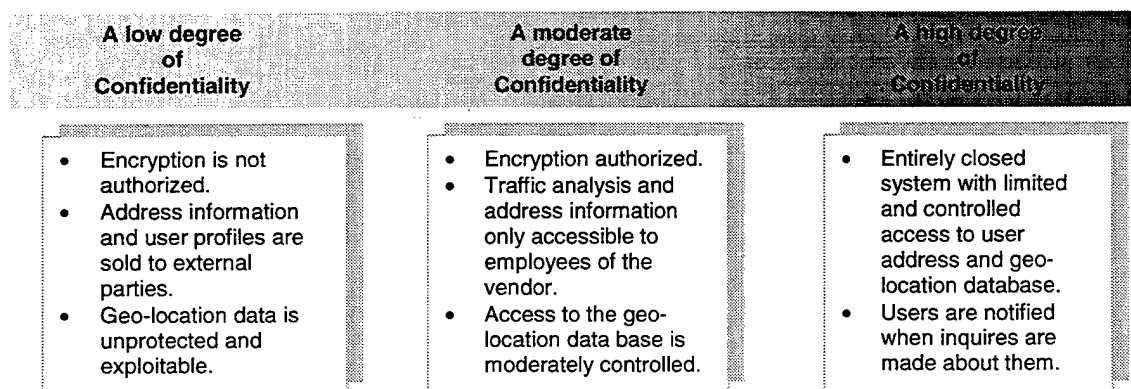 A low degree
of
Confidentiality
A moderate
degree of
Confidentiality
A high degree
of
Confidentiality
• Encryption is not
authorized.
• Address information
and user profiles are
sold to external
parties.
• Geo-location data is
unprotected and
exploitable.
• Encryption authorized.
• Traffic analysis and
address information
only accessible to
employees of the
vendor.
• Access to the geo-
location data base is
moderately controlled.
• Entirely closed
system with limited
and controlled
access to user
address and geo-
location database.
• Users are notified
when inquires are
made about them.